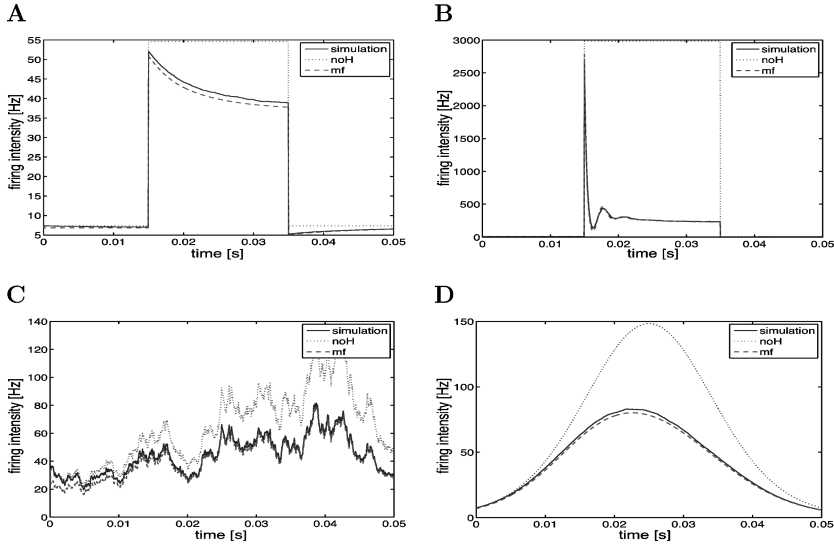 A
firing intensity [Hz]
55
50
45
40
35
30
25
20
15
10
5
0
0.01
0.02
0.03
0.04
0.05
time [s]
simulation
noH
mf
B
firing intensity [Hz]
3000
2500
2000
1500
1000
500
0
0
0.01
0.02
0.03
0.04
0.05
time [s]
simulation
noH
mf
C
firing intensity [Hz]
140
120
100
80
60
40
20
0
0
0.01
0.02
0.03
0.04
0.05
time [s]
simulation
noH
mf
D
firing intensity [Hz]
150
100
50
0
0
0.01
0.02
0.03
0.04
0.05
time [s]
simulation
noH
mf